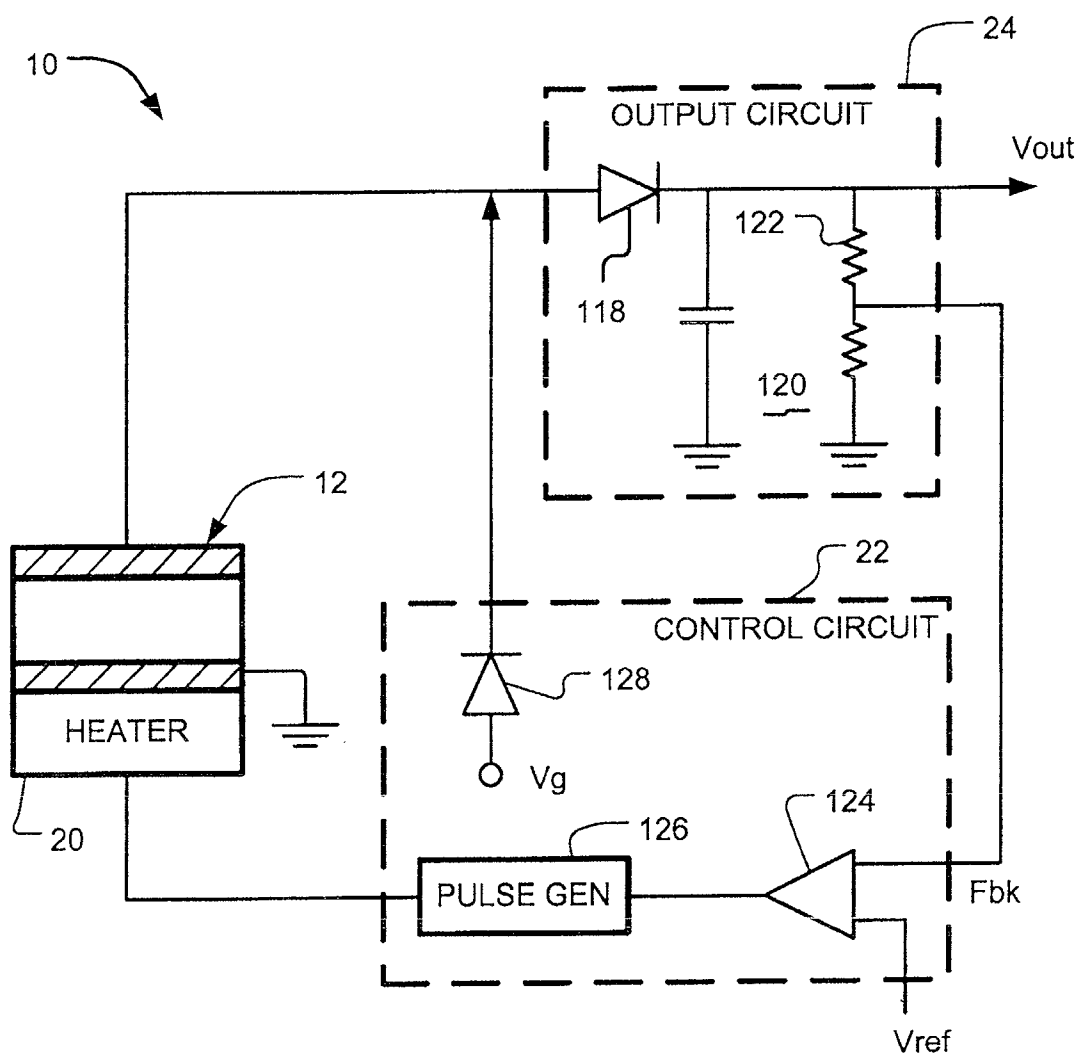 10
24
OUTPUT CIRCUIT
Vout
122
118
120
12
22
CONTROL CIRCUIT
128
HEATER
Vg
124
20
126
PULSE GEN
Fbk
Vref